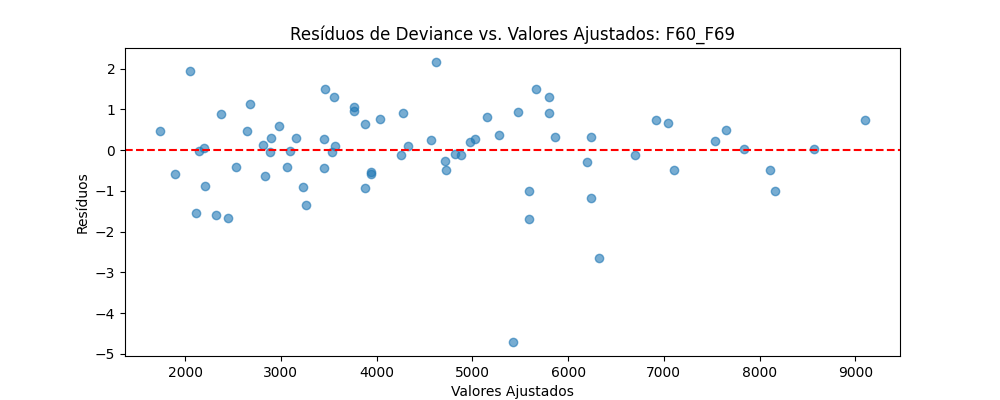 Resíduos de Deviance vs. Valores Ajustados: F60_F69
2
1
0
−1
−2
−3
−4
−5
Resíduos
2000 3000 4000 5000 6000 7000 8000 9000
Valores Ajustados